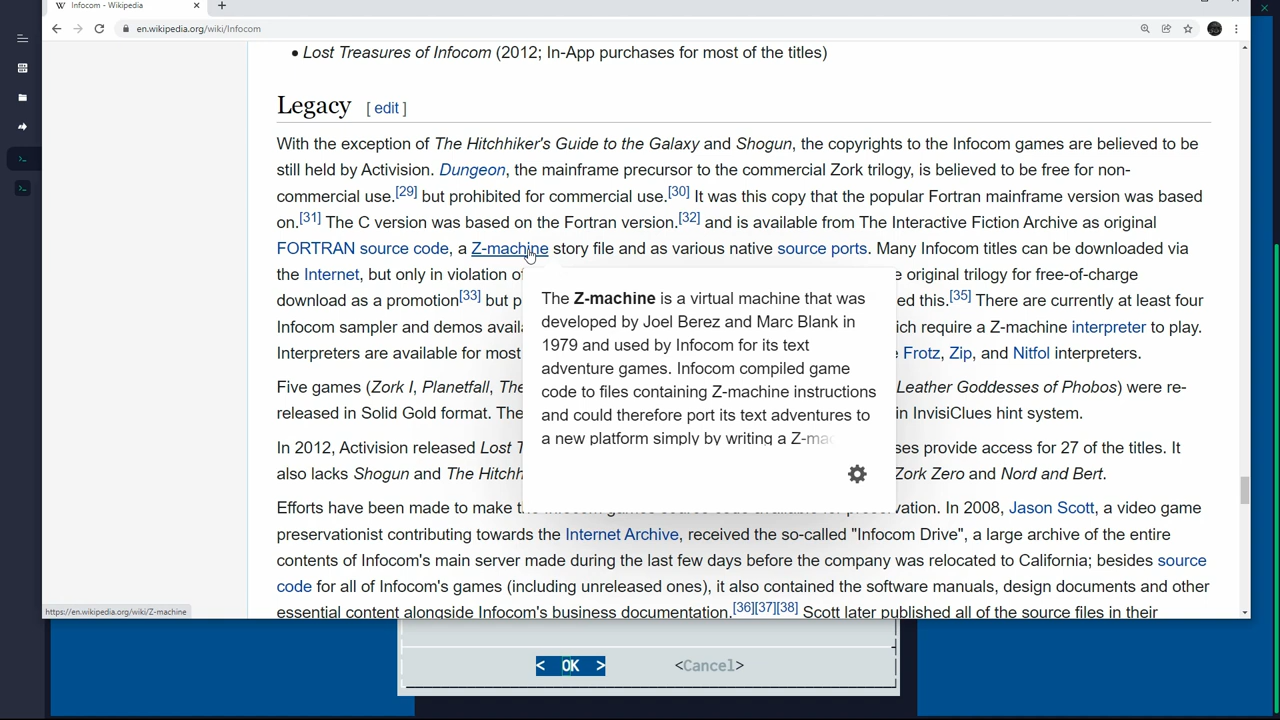 Infocom - Wikipedia
en.wikipedia.org/wiki/Infocom
• Lost Treasures of Infocom (2012; In-App purchases for most of the titles)
Legacy [ edit ]
With the exception of The Hitchhiker's Guide to the Galaxy and Shogun, the copyrights to the Infocom games are believed to be
still held by Activision. Dungeon, the mainframe precursor to the commercial Zork trilogy, is believed to be free for non-
commercial use.[29] but prohibited for commercial use.[30] It was this copy that the popular Fortran mainframe version was based
on.[31] The C version was based on the Fortran version.[32] and is available from The Interactive Fiction Archive as original
FORTRAN source code, a Z-machine story file and as various native source ports. Many Infocom titles can be downloaded via
the Internet, but only in violation of e original trilogy for free-of-charge
download as a promotion[33] but p ed this.[35] There are currently at least four
Infocom sampler and demos avail ich require a Z-machine interpreter to play.
Interpreters are available for most Frotz, Zip, and Nitfol interpreters.
Five games (Zork I, Planetfall, The Leather Goddesses of Phobos) were re-
released in Solid Gold format. The in InvisiClues hint system.
In 2012, Activision released Lost T ses provide access for 27 of the titles. It
also lacks Shogun and The Hitchh Zork Zero and Nord and Bert.
The Z-machine is a virtual machine that was
developed by Joel Berez and Marc Blank in
1979 and used by Infocom for its text
adventure games. Infocom compiled game
code to files containing Z-machine instructions
and could therefore port its text adventures to
a new platform simply by writing a Z-mac
Efforts have been made to make the Infocom games source code available for preservation. In 2008, Jason Scott, a video game
preservationist contributing towards the Internet Archive, received the so-called "Infocom Drive", a large archive of the entire
contents of Infocom's main server made during the last few days before the company was relocated to California; besides source
code for all of Infocom's games (including unreleased ones), it also contained the software manuals, design documents and other
essential content alongside Infocom's business documentation.[36][37][38] Scott later published all of the source files in their
https://en.wikipedia.org/wiki/Z-machine
< OK > <Cancel>